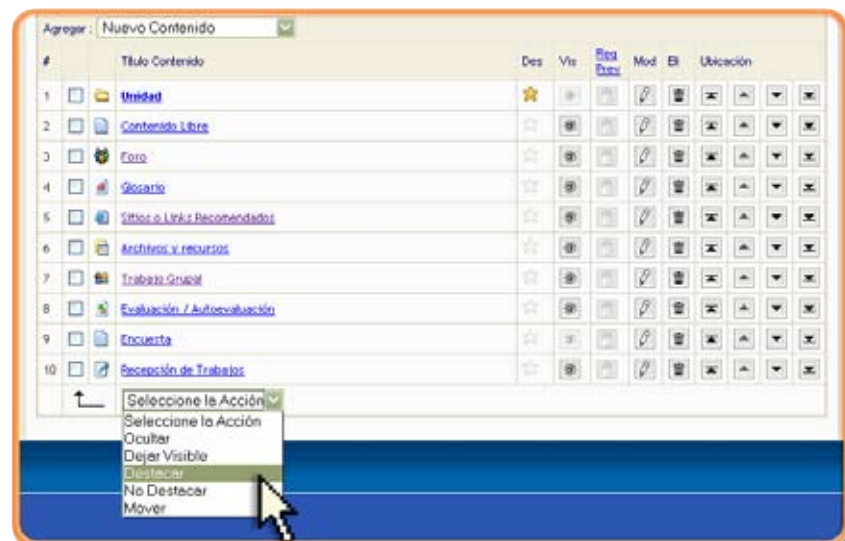 Agregar : Nuevo Contenido
# Título Contenido Des Vis Req Prev Mod Eli Ubicación
1 Unidad
2 Contenido Libre
3 Foro
4 Glosario
5 Sitios o Links Recomendados
6 Archivos y recursos
7 Trabajo Grupal
8 Evaluación / Autoevaluación
9 Encuesta
10 Recepción de Trabajos
Seleccione la Acción
Seleccione la Acción
Ocultar
Dejar Visible
Destacar
No Destacar
Mover